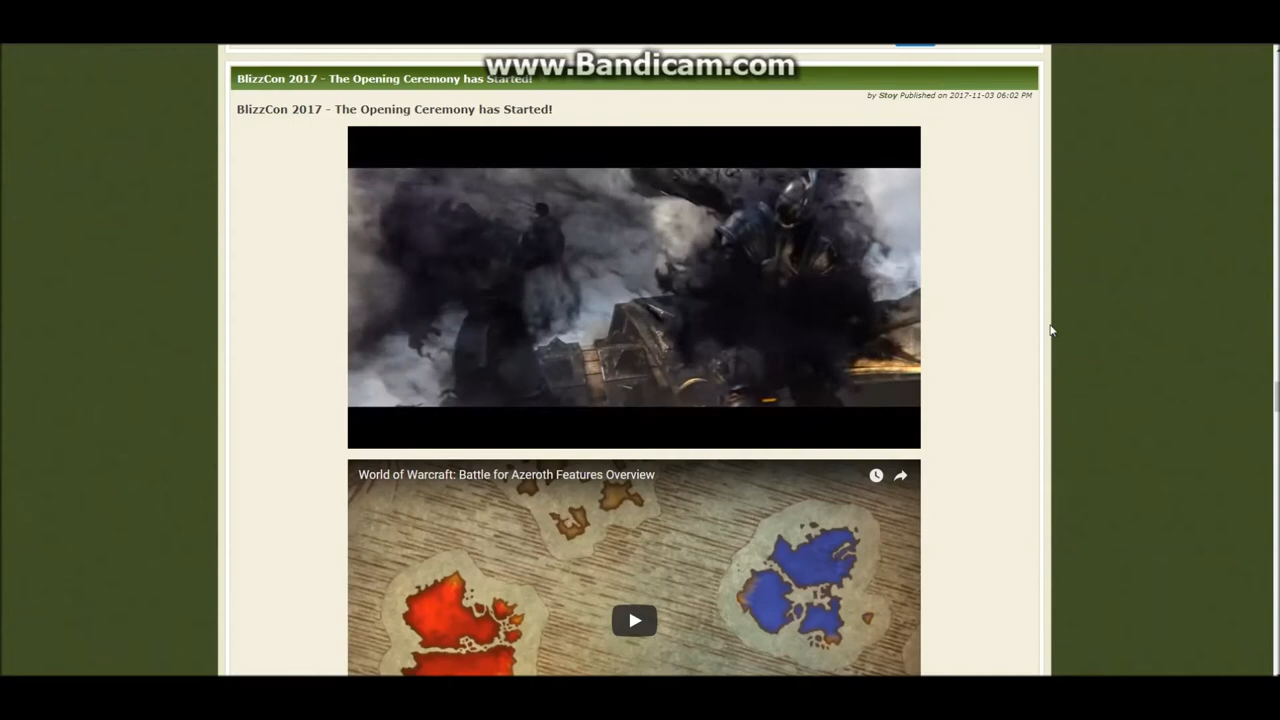 www.Bandicam.com
BlizzCon 2017 - The Opening Ceremony has Started!
by Stoy Published on 2017-11-03 06:02 PM
BlizzCon 2017 - The Opening Ceremony has Started!
World of Warcraft: Battle for Azeroth Features Overview